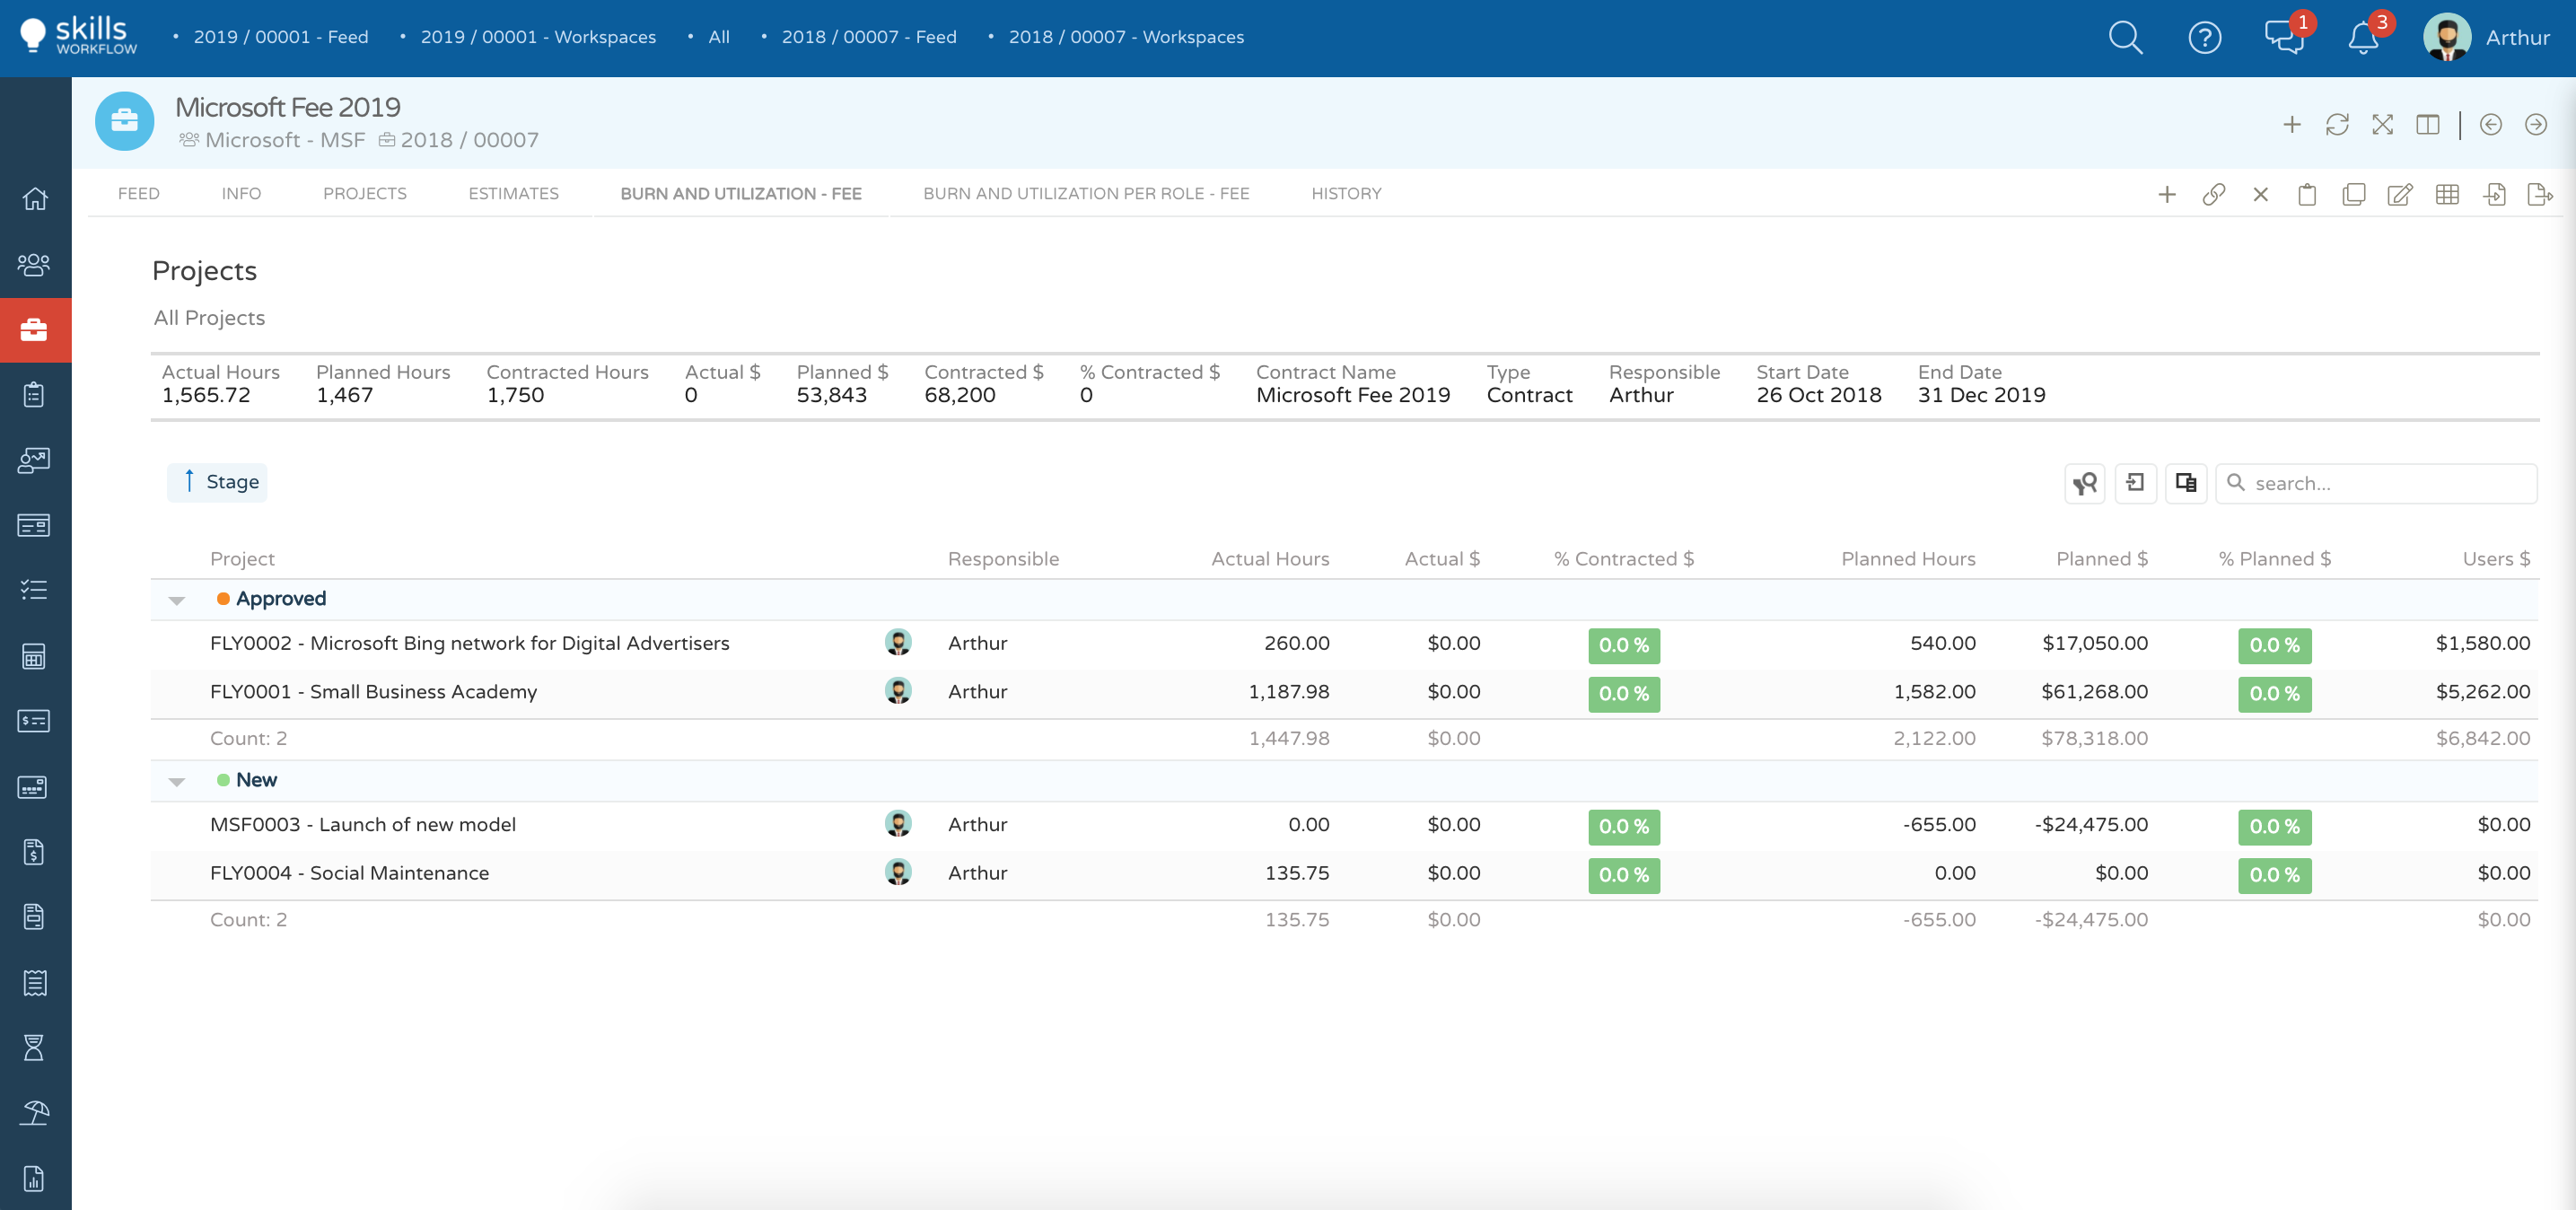 skills
WORKFLOW
• 2019 / 00001 - Feed • 2019 / 00001 - Workspaces • All • 2018 / 00007 - Feed • 2018 / 00007 - Workspaces
1 3 Arthur
Microsoft Fee 2019
Microsoft - MSF 2018 / 00007
FEED INFO PROJECTS ESTIMATES BURN AND UTILIZATION - FEE BURN AND UTILIZATION PER ROLE - FEE HISTORY
Projects
All Projects
Actual Hours Planned Hours Contracted Hours Actual $ Planned $ Contracted $ % Contracted $ Contract Name Type Responsible Start Date End Date
1,565.72 1,467 1,750 0 53,843 68,200 0 Microsoft Fee 2019 Contract Arthur 26 Oct 2018 31 Dec 2019
↑ Stage search...
Project Responsible Actual Hours Actual $ % Contracted $ Planned Hours Planned $ % Planned $ Users $
Approved
FLY0002 - Microsoft Bing network for Digital Advertisers Arthur 260.00 $0.00 0.0 % 540.00 $17,050.00 0.0 % $1,580.00
FLY0001 - Small Business Academy Arthur 1,187.98 $0.00 0.0 % 1,582.00 $61,268.00 0.0 % $5,262.00
Count: 2 1,447.98 $0.00 2,122.00 $78,318.00 $6,842.00
New
MSF0003 - Launch of new model Arthur 0.00 $0.00 0.0 % -655.00 -$24,475.00 0.0 % $0.00
FLY0004 - Social Maintenance Arthur 135.75 $0.00 0.0 % 0.00 $0.00 0.0 % $0.00
Count: 2 135.75 $0.00 -655.00 -$24,475.00 $0.00